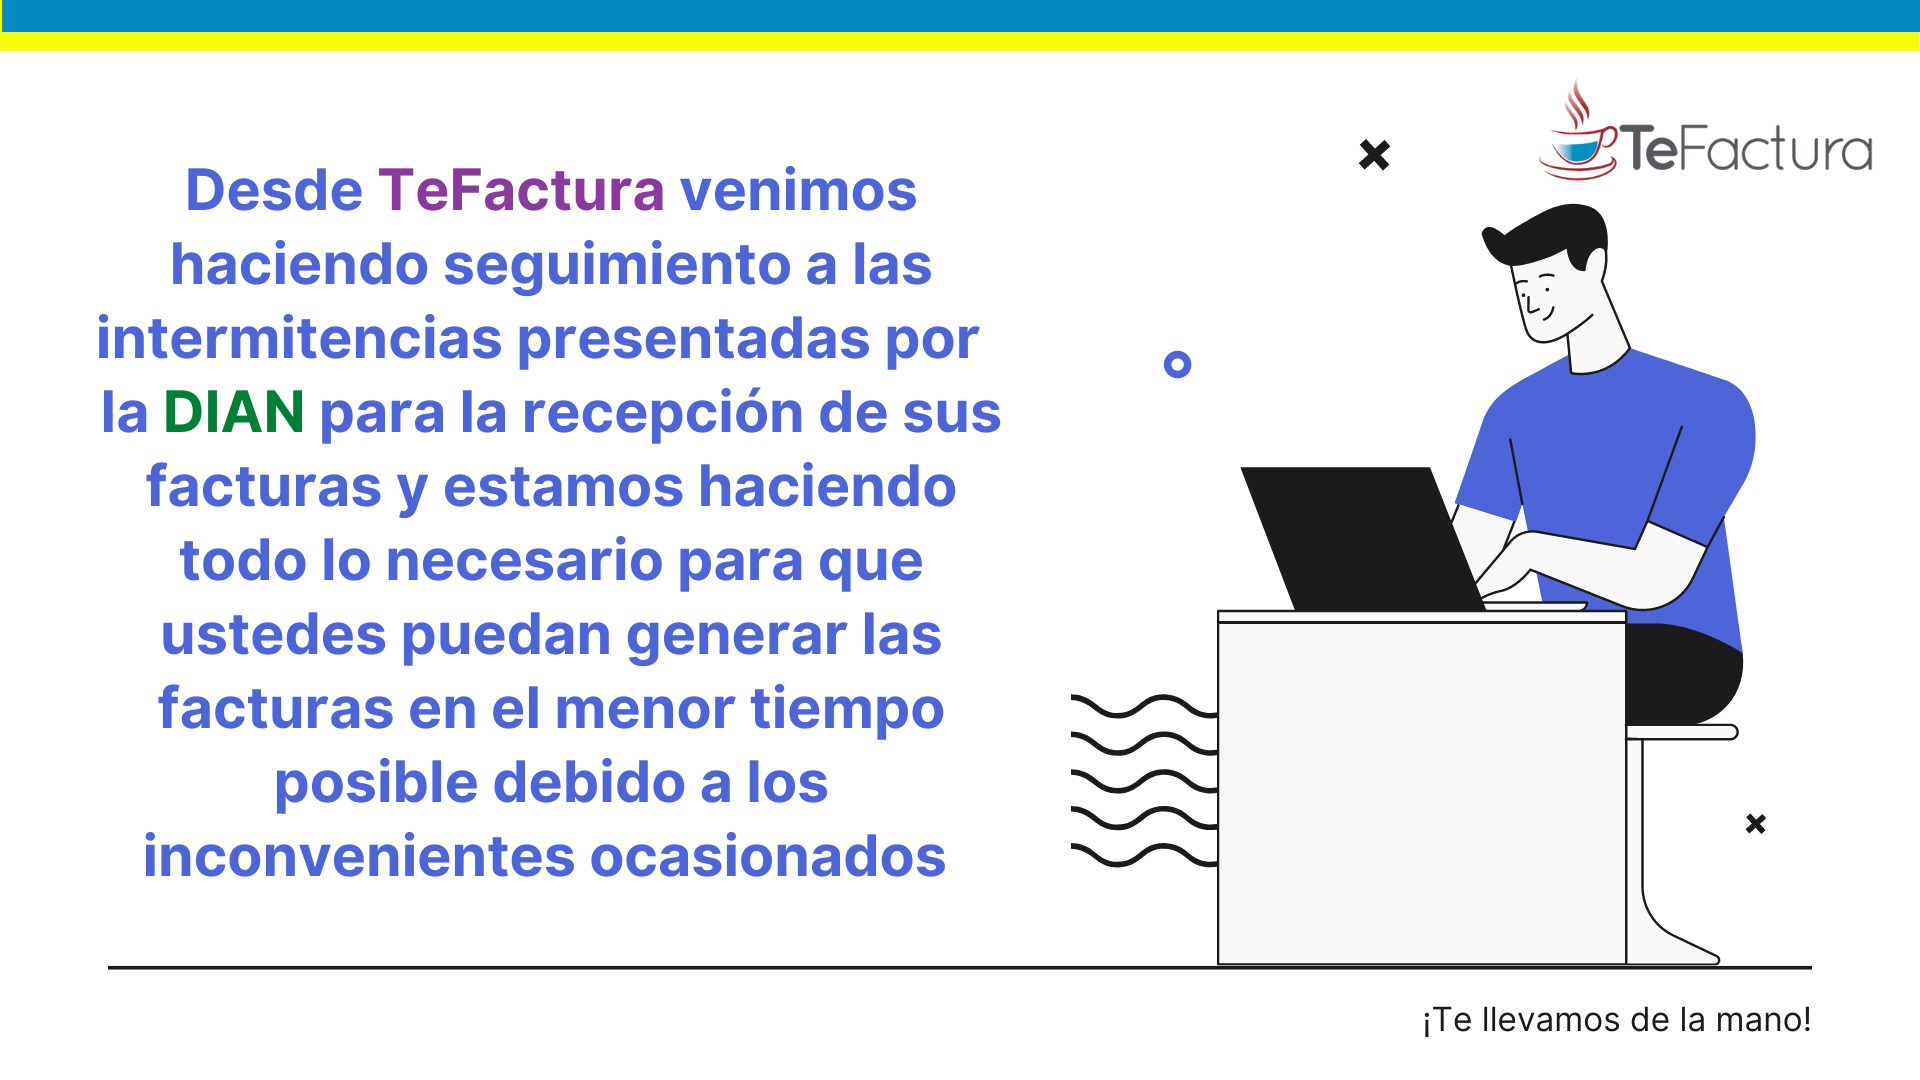 TeFactura
Desde TeFactura venimos
haciendo seguimiento a las
intermitencias presentadas por
la DIAN para la recepción de sus
facturas y estamos haciendo
todo lo necesario para que
ustedes puedan generar las
facturas en el menor tiempo
posible debido a los
inconvenientes ocasionados
¡Te llevamos de la mano!